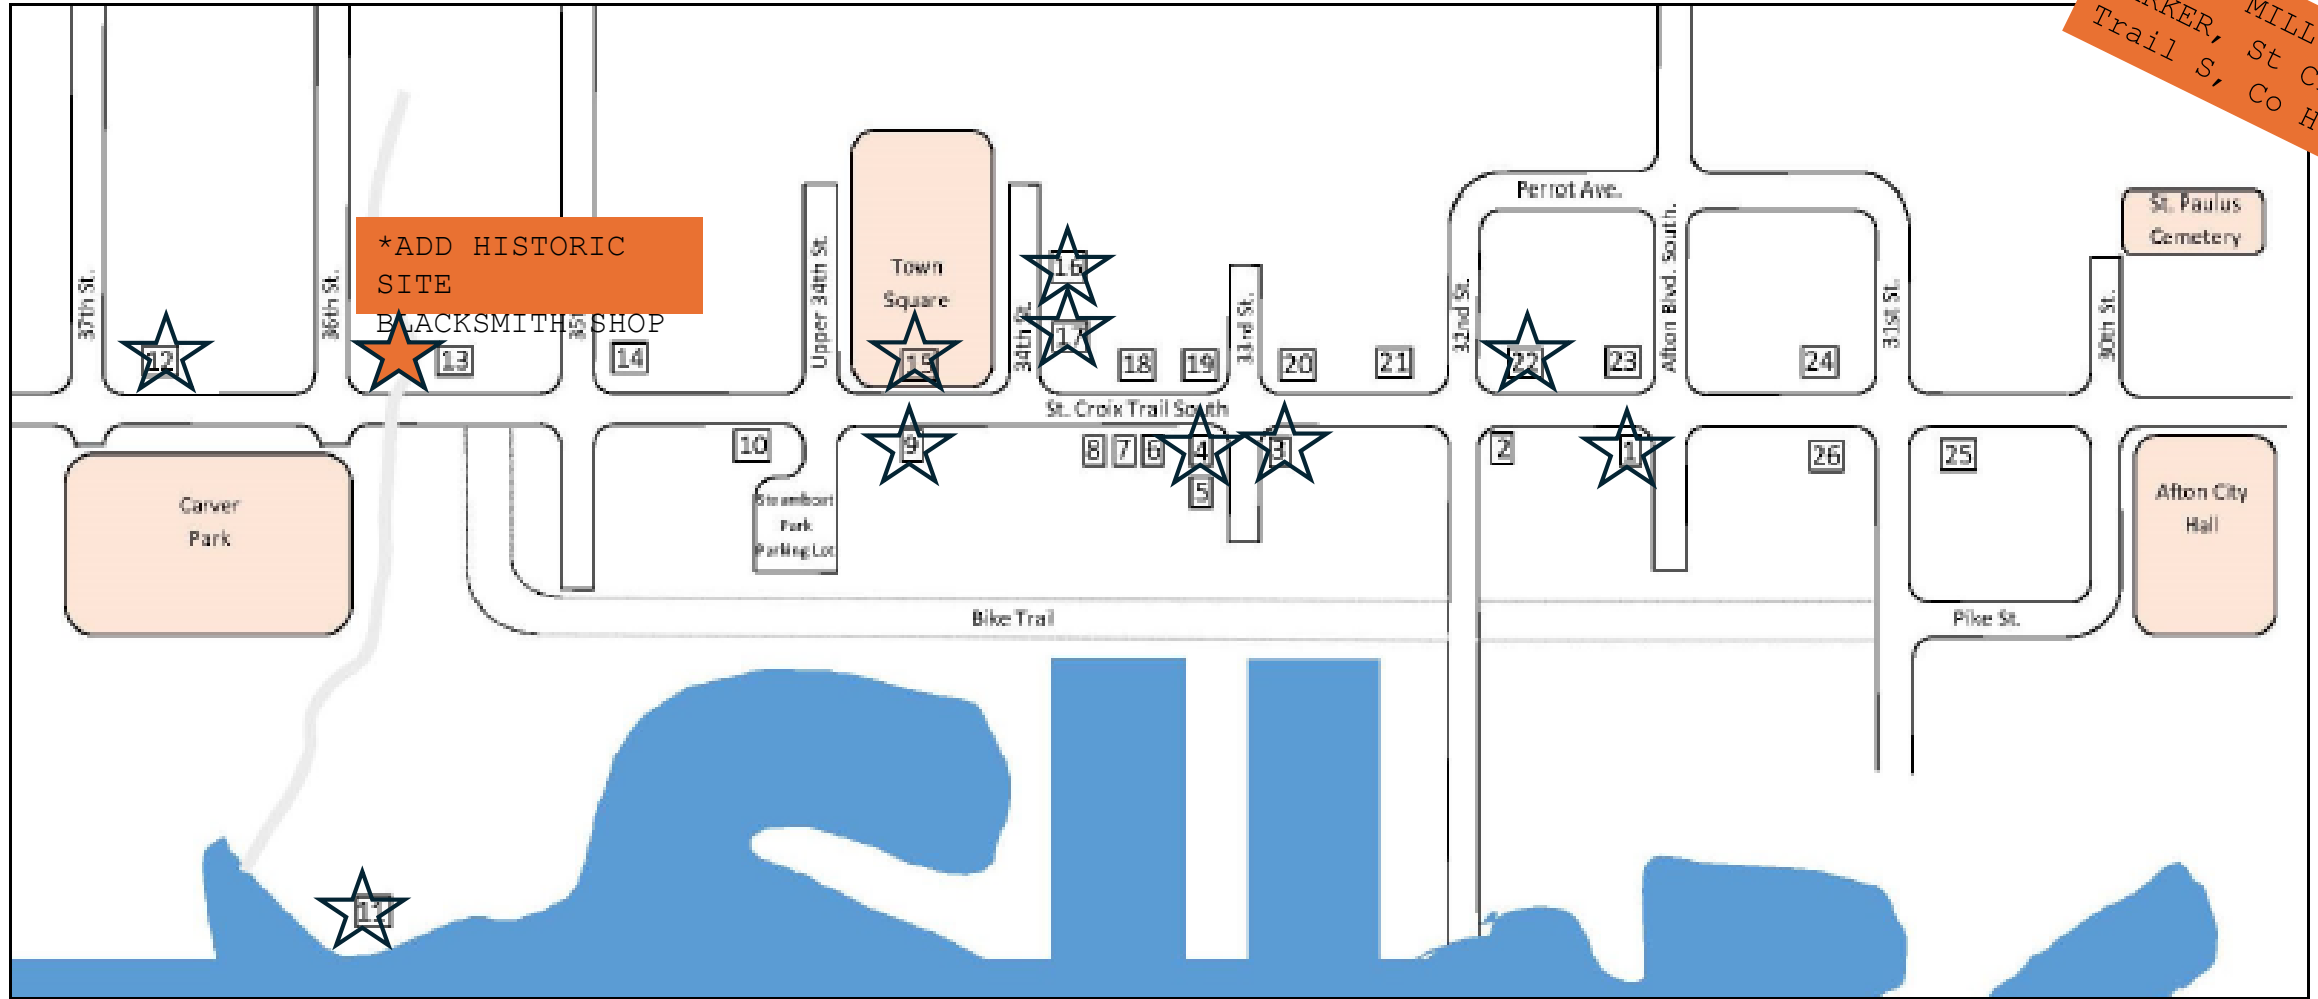 MILL
RKER, St C
Trail S, Co H
*ADD HISTORIC
SITE
BLACKSMITH SHOP
Perrot Ave.
St. Paulus
Cemetery
37th St.
36th St.
35
Upper 34th St.
Town
Square
34th St.
33rd St.
32nd St.
Afton Blvd. South.
31st St.
30th St.
16
17
12
13
14
15
18
19
20
21
22
23
24
St. Croix Trail South
10
9
8
7
6
4
3
2
1
26
25
5
Carver
Park
Steamboat
Park
Parking Lot
Afton City
Hall
Bike Trail
Pike St.
11